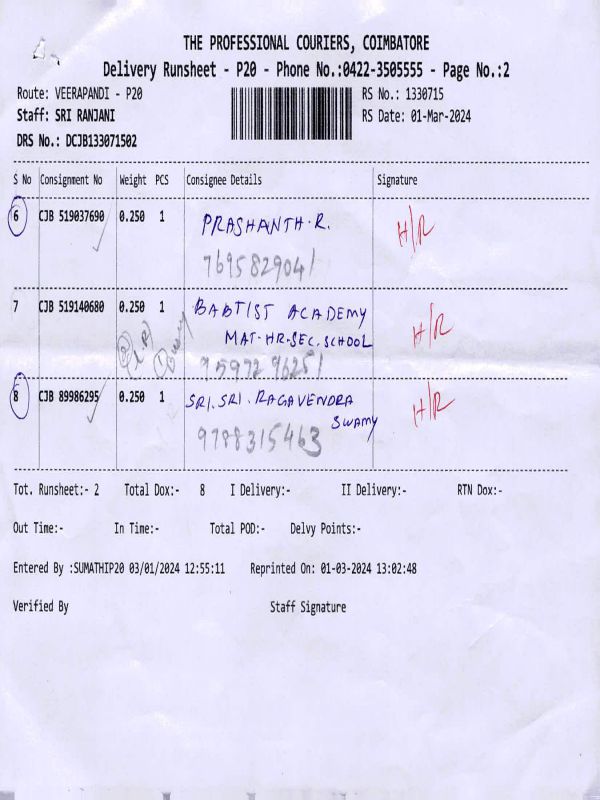 THE PROFESSIONAL COURIERS, COIMBATORE
Delivery Runsheet - P20 - Phone No.:0422-3505555 - Page No.:2
Route: VEERAPANDI - P20 RS No.: 1330715
Staff: SRI RANJANI RS Date: 01-Mar-2024
DRS No.: DCJB133071502
S No Consignment No Weight PCS Consignee Details Signature
6 CJB 519037690 0.250 1 PRASHANTH.R. H/R
7695829041
7 CJB 519140680 0.250 1 BABTIST ACADEMY H/R
MAT-HR-SEC.SCHOOL
8 CJB 89986295 0.250 1 SRI. SRI. RAGAVENDRA H/R
SWAMY
9788315463
Tot. Runsheet:- 2 Total Dox:- 8 I Delivery:- II Delivery:- RTN Dox:-
Out Time:- In Time:- Total POD:- Delvy Points:-
Entered By :SUMATHIP20 03/01/2024 12:55:11 Reprinted On: 01-03-2024 13:02:48
Verified By Staff Signature